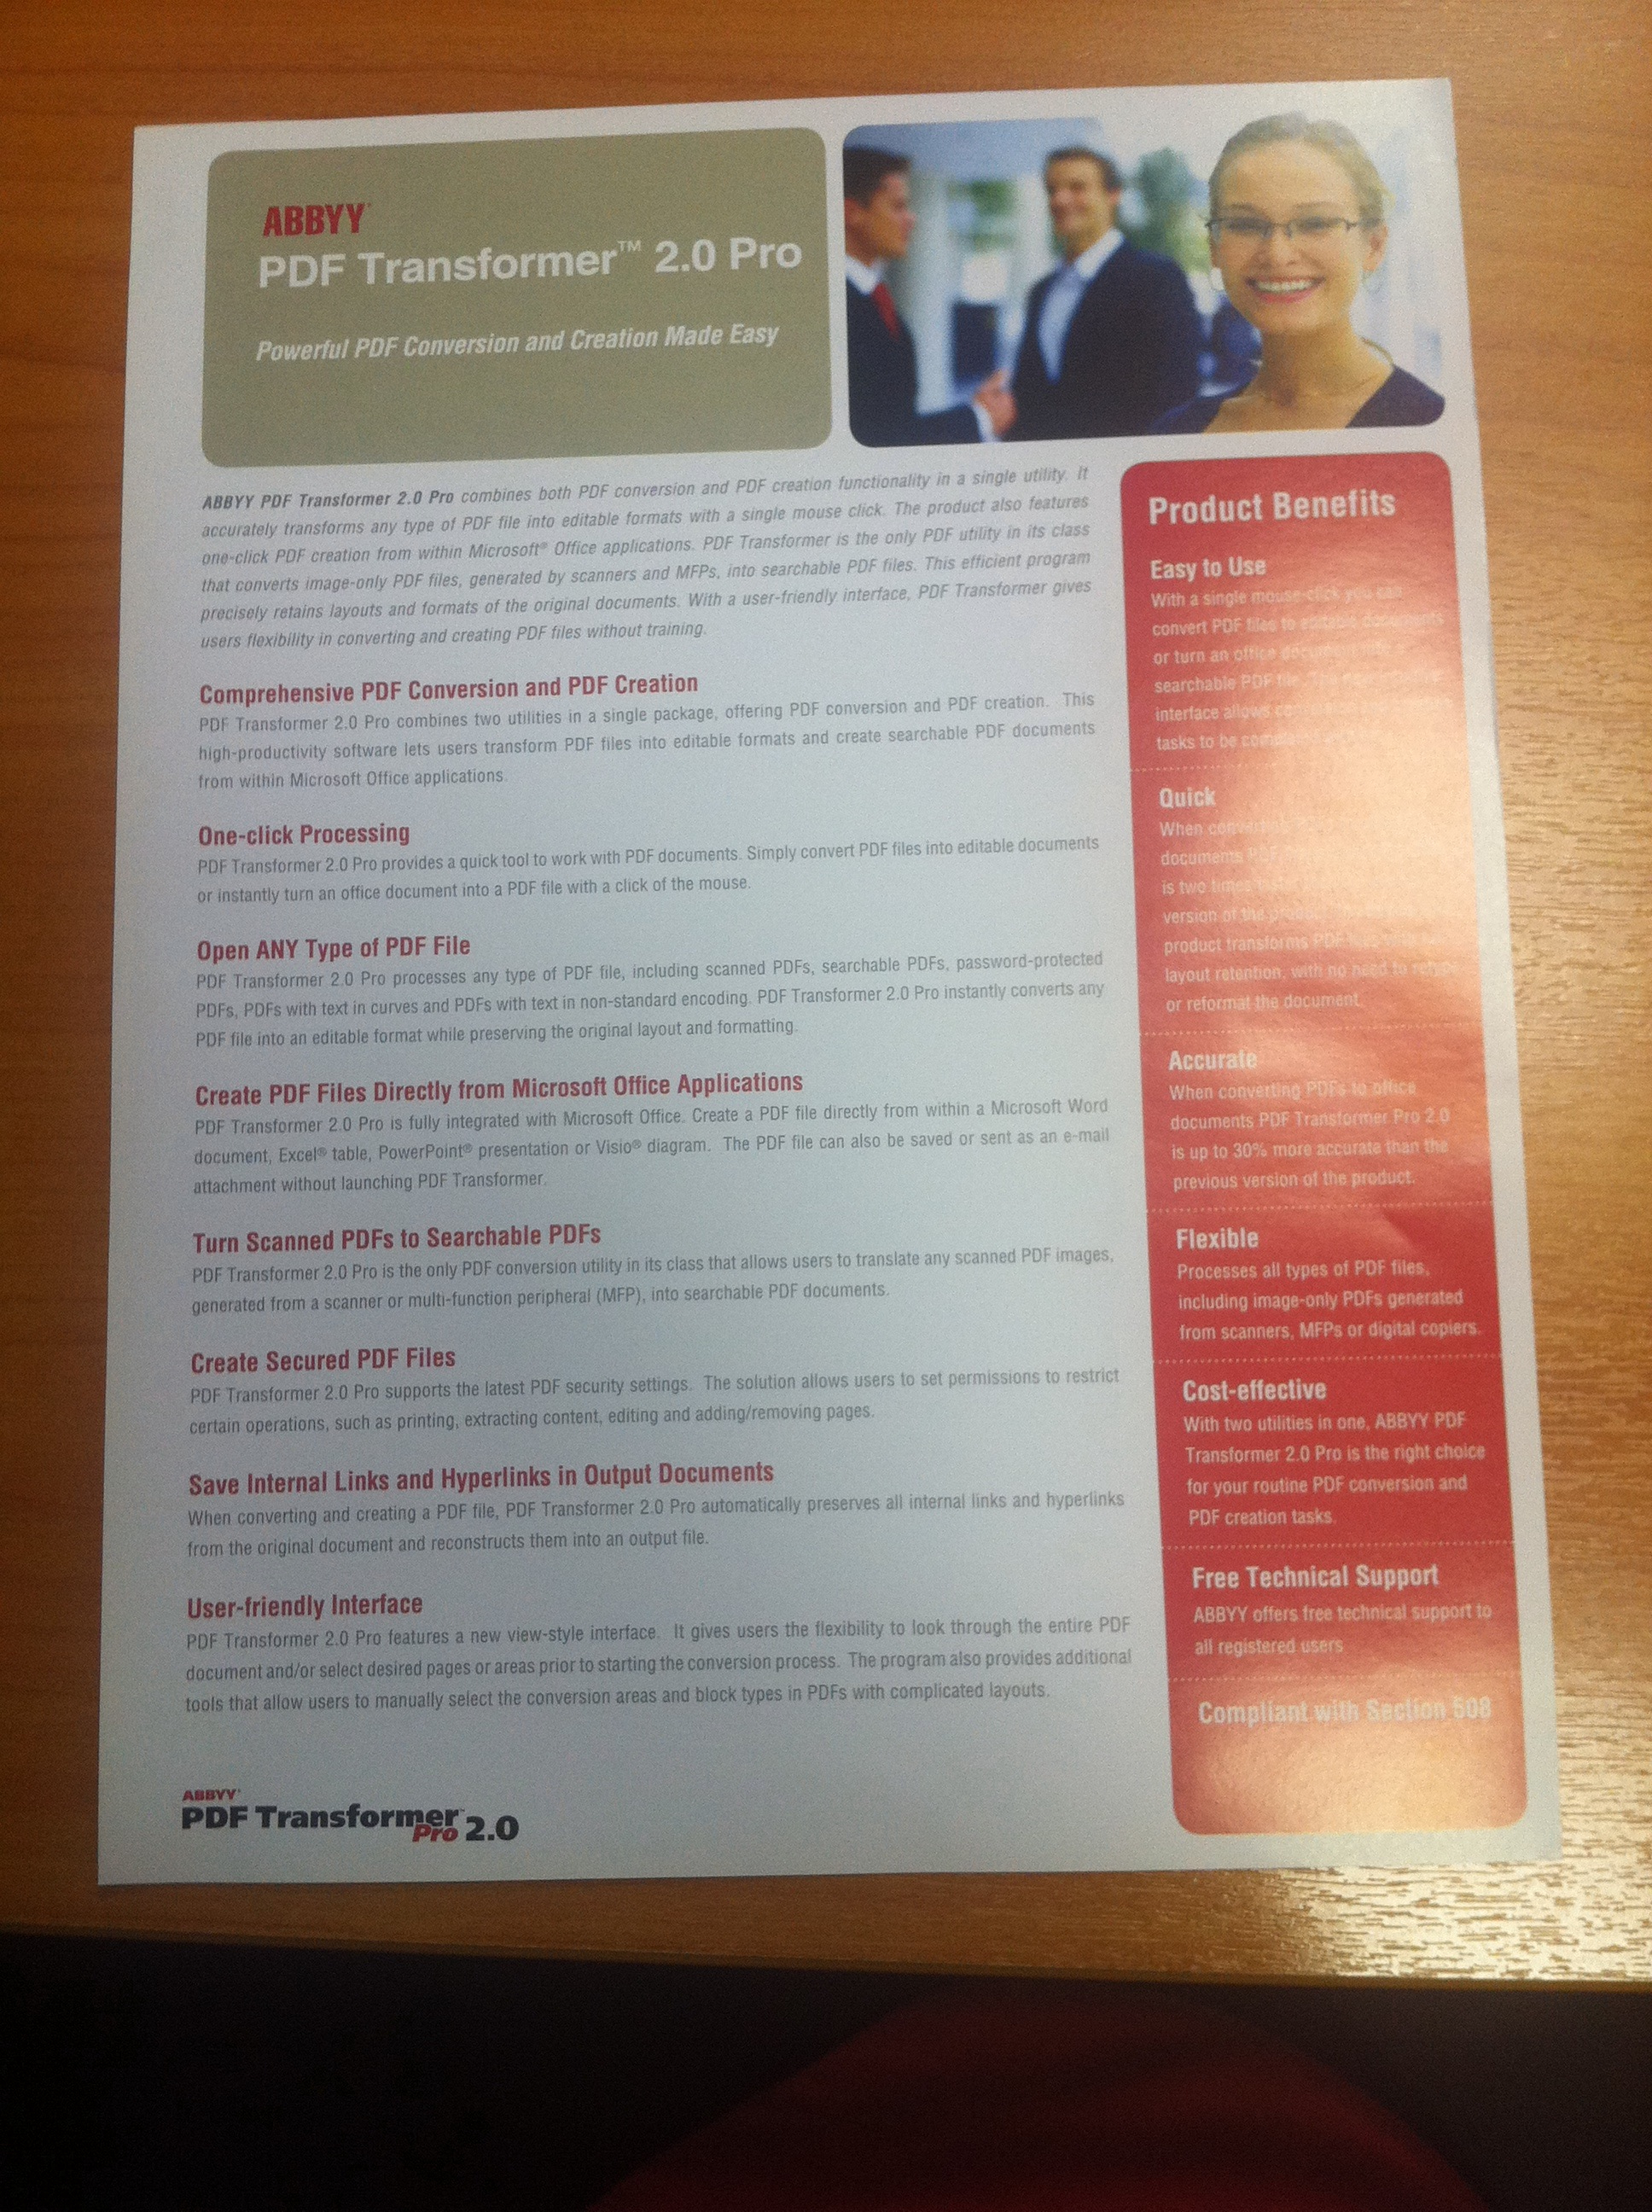 ABBYY®
PDF Transformer™ 2.0 Pro
Powerful PDF Conversion and Creation Made Easy
ABBYY PDF Transformer 2.0 Pro combines both PDF conversion and PDF creation functionality in a single utility. It
accurately transforms any type of PDF file into editable formats with a single mouse click. The product also features
one-click PDF creation from within Microsoft® Office applications. PDF Transformer is the only PDF utility in its class
that converts image-only PDF files, generated by scanners and MFPs, into searchable PDF files. This efficient program
precisely retains layouts and formats of the original documents. With a user-friendly interface, PDF Transformer gives
users flexibility in converting and creating PDF files without training.
Comprehensive PDF Conversion and PDF Creation
PDF Transformer 2.0 Pro combines two utilities in a single package, offering PDF conversion and PDF creation. This
high-productivity software lets users transform PDF files into editable formats and create searchable PDF documents
from within Microsoft Office applications.
One-click Processing
PDF Transformer 2.0 Pro provides a quick tool to work with PDF documents. Simply convert PDF files into editable documents
or instantly turn an office document into a PDF file with a click of the mouse.
Open ANY Type of PDF File
PDF Transformer 2.0 Pro processes any type of PDF file, including scanned PDFs, searchable PDFs, password-protected
PDFs, PDFs with text in curves and PDFs with text in non-standard encoding. PDF Transformer 2.0 Pro instantly converts any
PDF file into an editable format while preserving the original layout and formatting.
Create PDF Files Directly from Microsoft Office Applications
PDF Transformer 2.0 Pro is fully integrated with Microsoft Office. Create a PDF file directly from within a Microsoft Word
document, Excel® table, PowerPoint® presentation or Visio® diagram. The PDF file can also be saved or sent as an e-mail
attachment without launching PDF Transformer.
Turn Scanned PDFs to Searchable PDFs
PDF Transformer 2.0 Pro is the only PDF conversion utility in its class that allows users to translate any scanned PDF images,
generated from a scanner or multi-function peripheral (MFP), into searchable PDF documents.
Create Secured PDF Files
PDF Transformer 2.0 Pro supports the latest PDF security settings. The solution allows users to set permissions to restrict
certain operations, such as printing, extracting content, editing and adding/removing pages.
Save Internal Links and Hyperlinks in Output Documents
When converting and creating a PDF file, PDF Transformer 2.0 Pro automatically preserves all internal links and hyperlinks
from the original document and reconstructs them into an output file.
User-friendly Interface
PDF Transformer 2.0 Pro features a new view-style interface. It gives users the flexibility to look through the entire PDF
document and/or select desired pages or areas prior to starting the conversion process. The program also provides additional
tools that allow users to manually select the conversion areas and block types in PDFs with complicated layouts.
ABBYY®
PDF Transformer™
Pro 2.0
Product Benefits
Easy to Use
With a single mouse-click you can
convert PDF files to editable documents
or turn an office document
searchable PDF file.
interface allows
tasks to be
Quick
When
documents
is two times
version of the
product transforms PDF
layout retention, with no need to retype
or reformat the document.
Accurate
When converting PDFs to office
documents PDF Transformer Pro 2.0
is up to 30% more accurate than the
previous version of the product.
Flexible
Processes all types of PDF files,
including image-only PDFs generated
from scanners, MFPs or digital copiers.
Cost-effective
With two utilities in one, ABBYY PDF
Transformer 2.0 Pro is the right choice
for your routine PDF conversion and
PDF creation tasks.
Free Technical Support
ABBYY offers free technical support to
all registered users
Compliant with Section 508